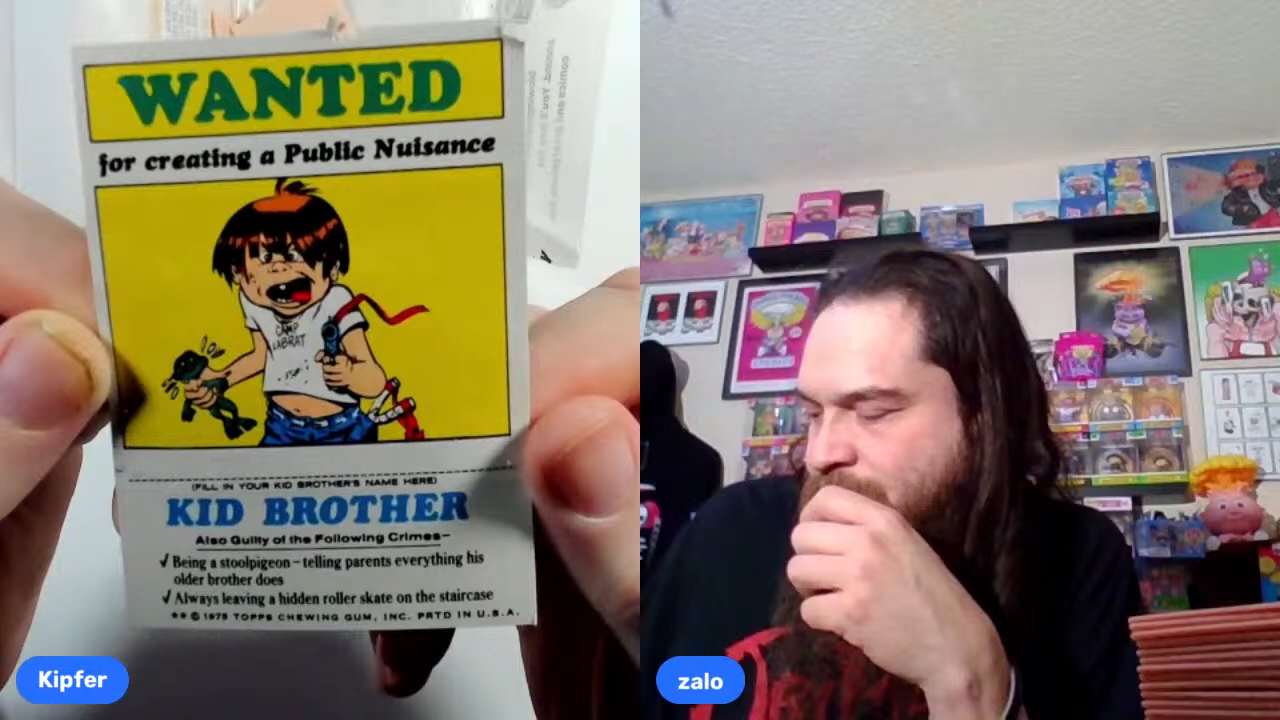 WANTED
for creating a Public Nuisance
CAMP
LABRAT
(FILL IN YOUR KID BROTHER'S NAME HERE)
KID BROTHER
Also Guilty of the Following Crimes—
√ Being a stoolpigeon – telling parents everything his
older brother does
√ Always leaving a hidden roller skate on the staircase
** © 1975 TOPPS CHEWING GUM, INC. PRTD IN U.S.A.
Kipfer
zalo